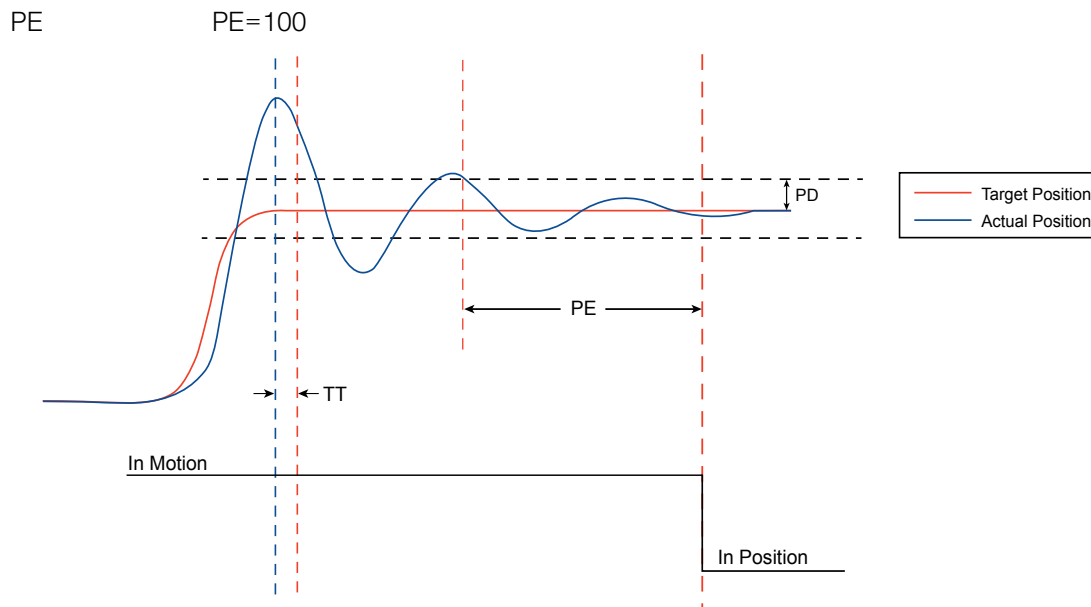 PE PE=100
PD
Target Position
Actual Position
PE
TT
In Motion
In Position